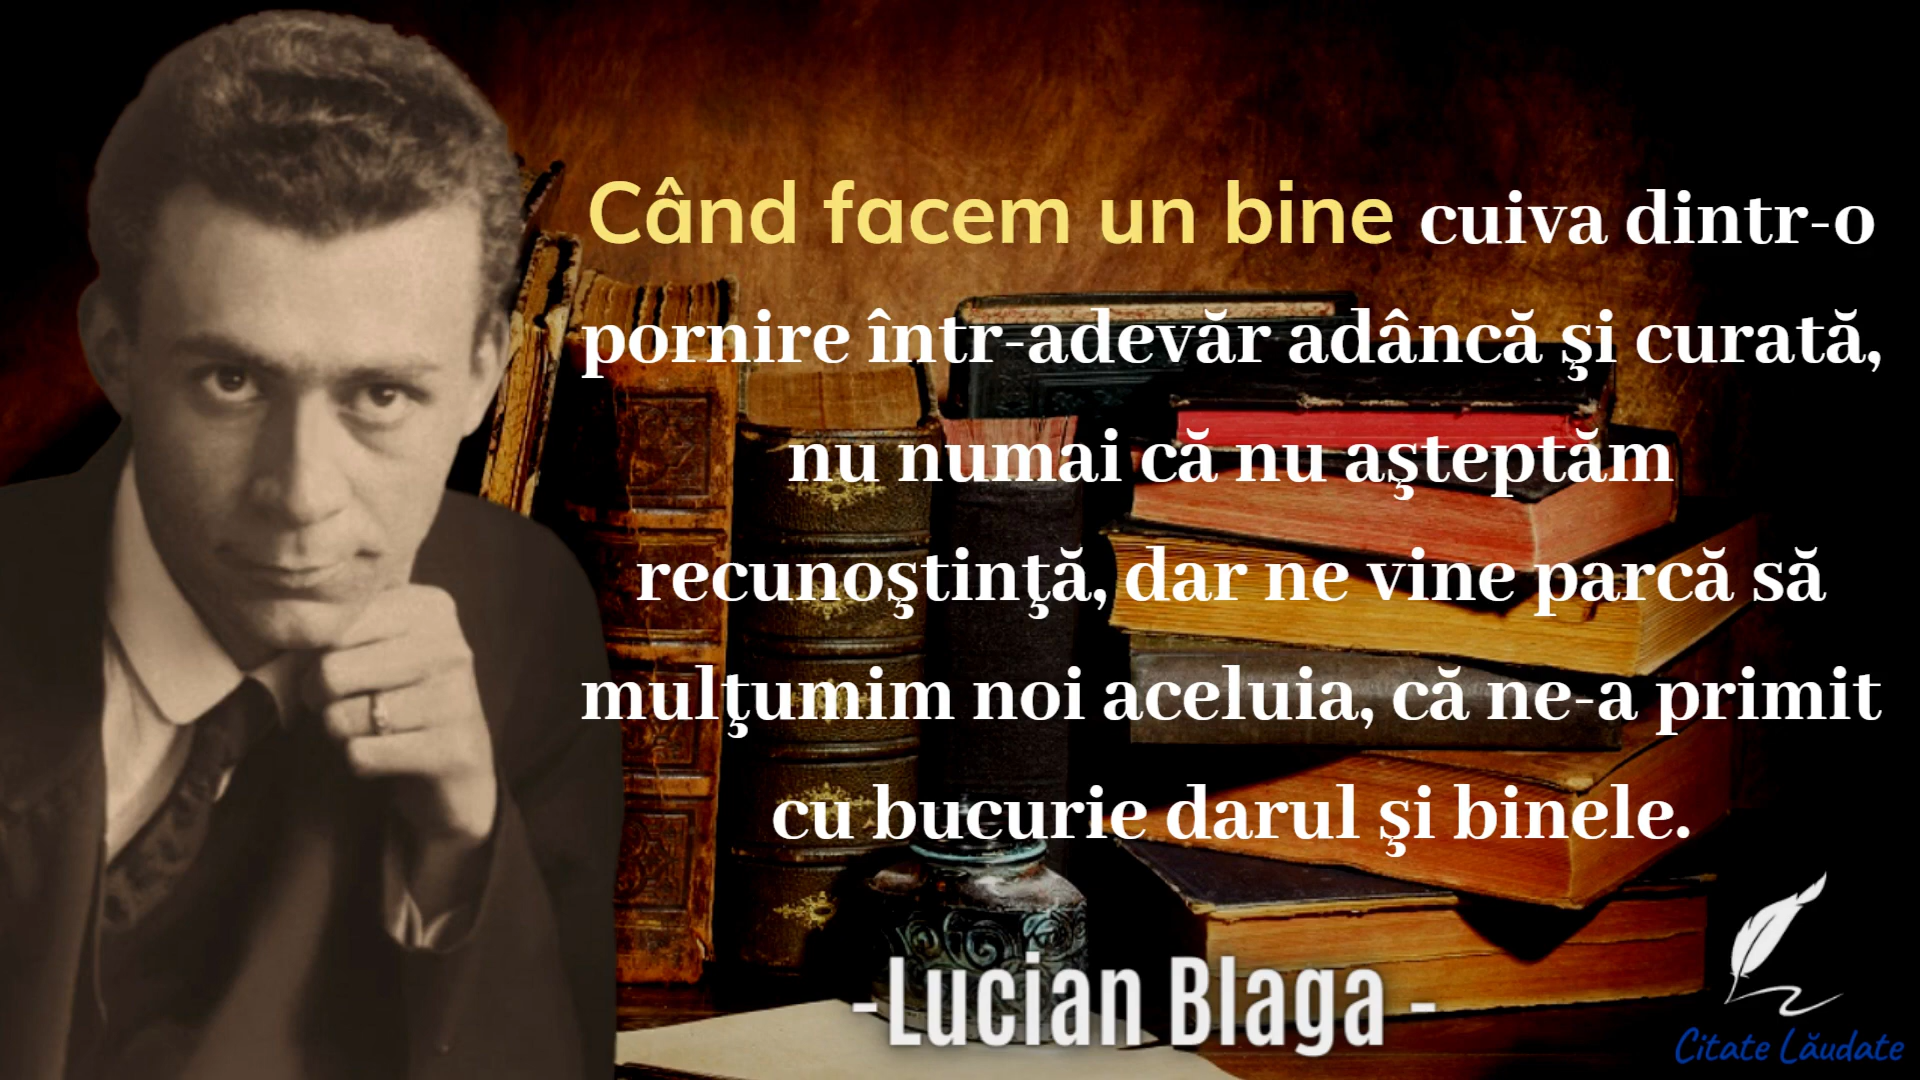 Când facem un bine cuiva dintr-o
pornire într-adevăr adâncă şi curată,
nu numai că nu aşteptăm
recunoştinţă, dar ne vine parcă să
mulţumim noi aceluia, că ne-a primit
cu bucurie darul şi binele.
-Lucian Blaga -
Citate Lăudate